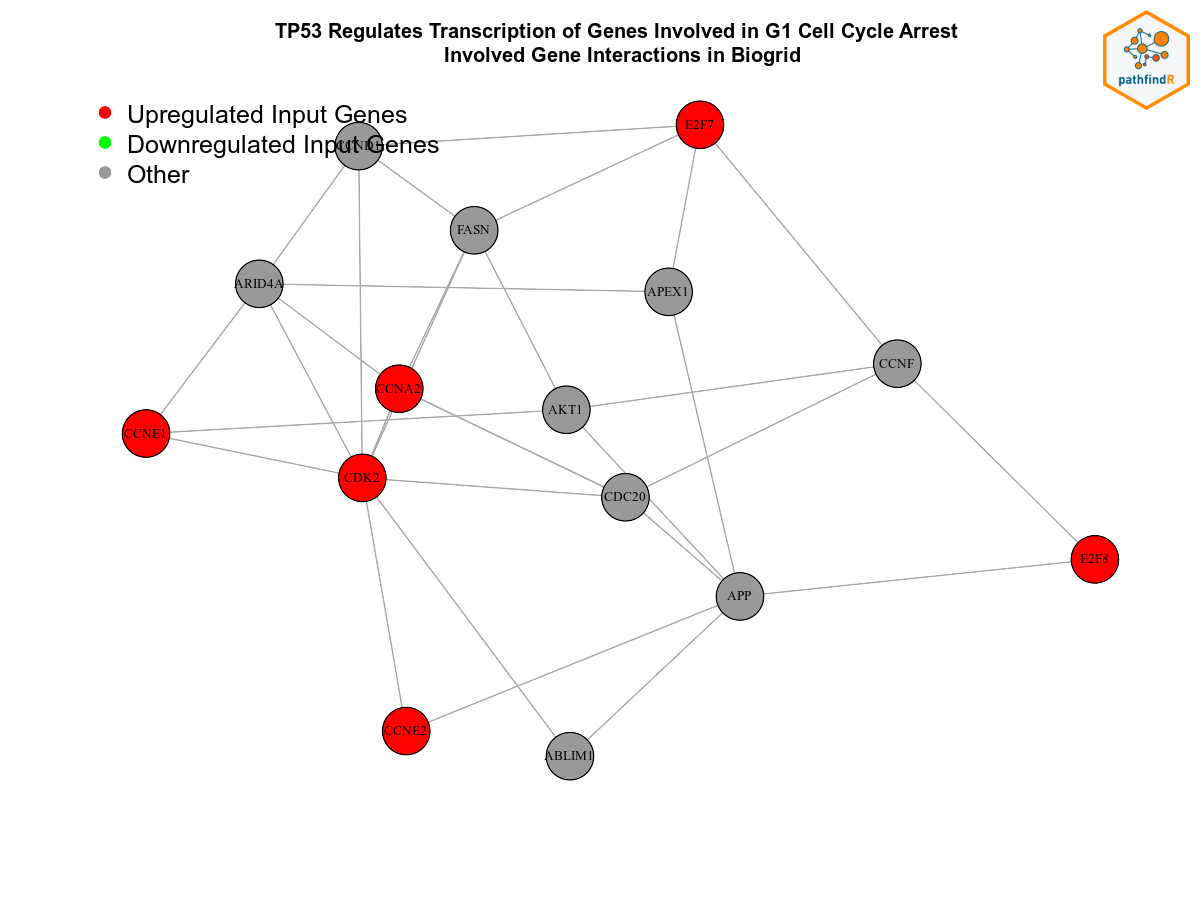 TP53 Regulates Transcription of Genes Involved in G1 Cell Cycle Arrest
Involved Gene Interactions in Biogrid
pathfindR
Upregulated Input Genes
Downregulated Input Genes
Other
E2F7
FASN
ARID4A
APEX1
CCNF
CCNA2
AKT1
CCNE1
CDK2
CDC20
E2F8
APP
CCNE2
ABLIM1